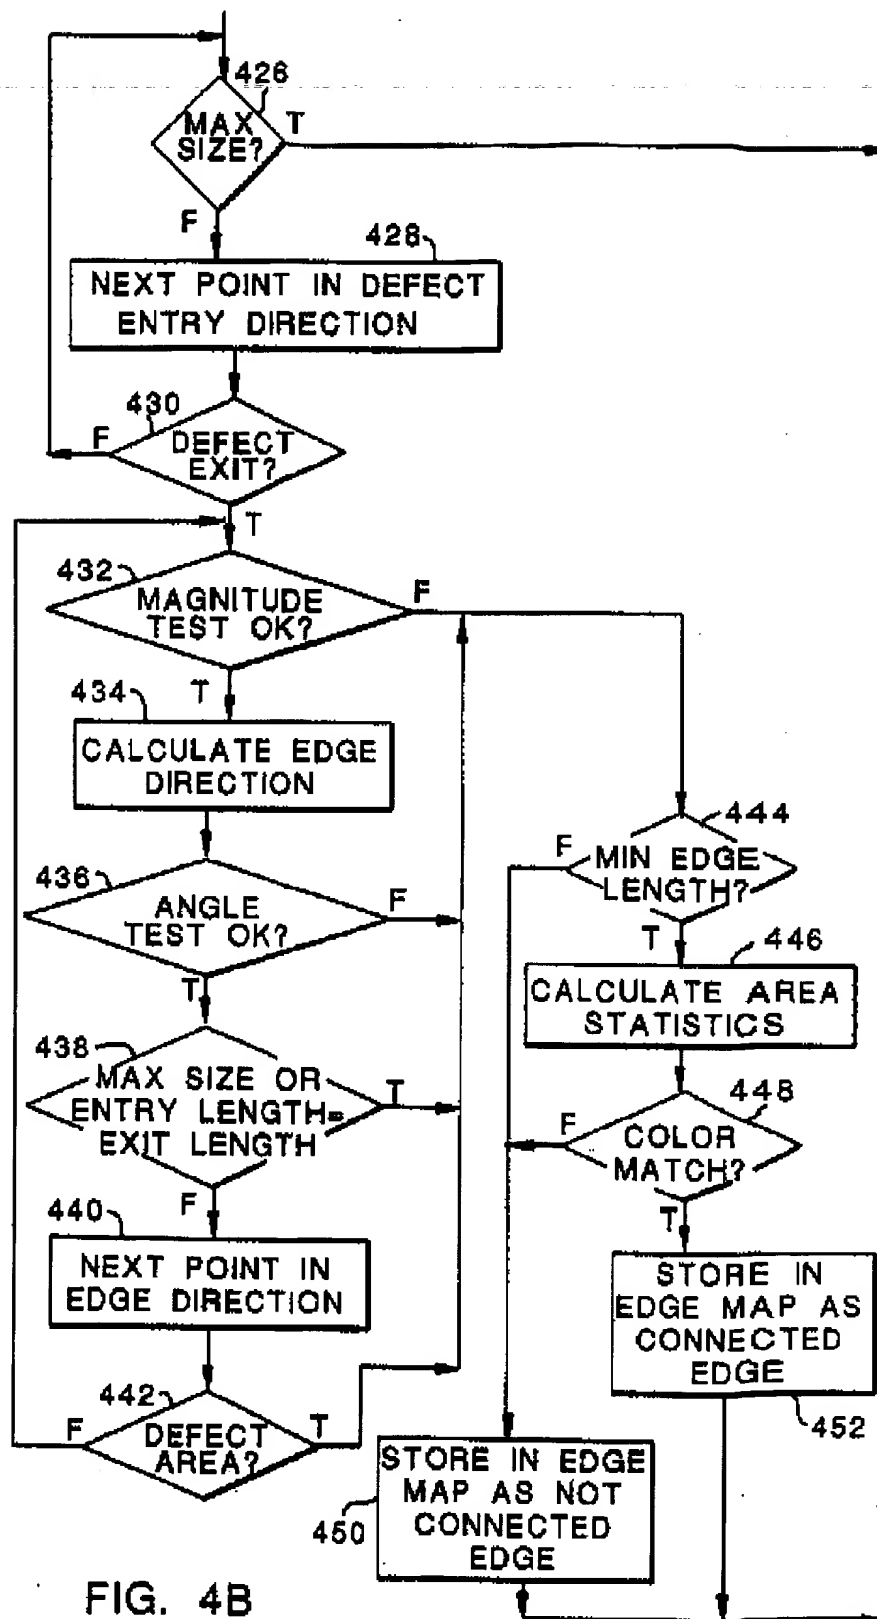 426
MAX
SIZE?
T
F
428
NEXT POINT IN DEFECT
ENTRY DIRECTION
430
F
DEFECT
EXIT?
T
432
MAGNITUDE
TEST OK?
F
T
434
CALCULATE EDGE
DIRECTION
436
ANGLE
TEST OK?
F
T
438
MAX SIZE OR
ENTRY LENGTH=
EXIT LENGTH
T
F
440
NEXT POINT IN
EDGE DIRECTION
442
F
DEFECT
AREA?
T
444
F
MIN EDGE
LENGTH?
T
446
CALCULATE AREA
STATISTICS
448
F
COLOR
MATCH?
T
STORE IN
EDGE MAP AS
CONNECTED
EDGE
452
STORE IN EDGE
MAP AS NOT
CONNECTED
EDGE
450
FIG. 4B